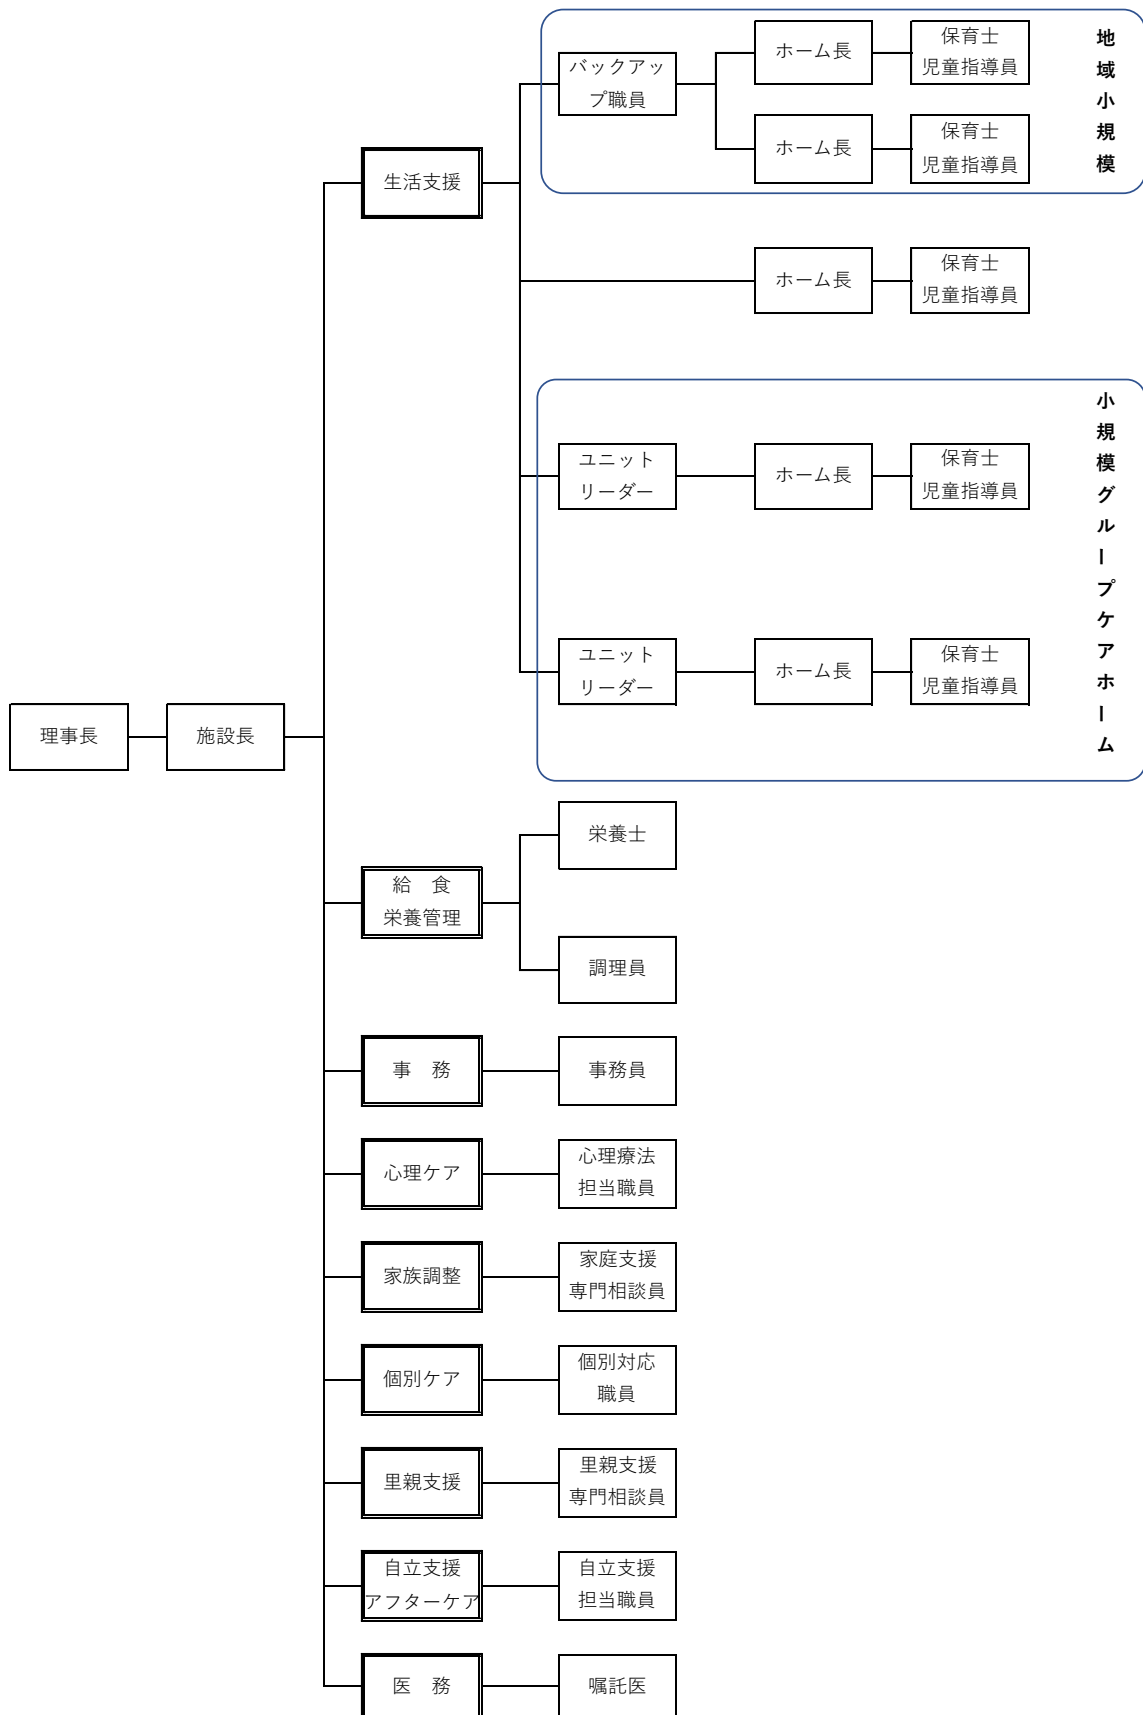 バックアッ
プ職員
ホーム長
保育士
児童指導員
ホーム長
保育士
児童指導員
地域小規模
生活支援
ホーム長
保育士
児童指導員
ユニット
リーダー
ホーム長
保育士
児童指導員
ユニット
リーダー
ホーム長
保育士
児童指導員
小規模グループケアホーム
理事長
施設長
給　食
栄養管理
栄養士
調理員
事　務
事務員
心理ケア
心理療法
担当職員
家族調整
家庭支援
専門相談員
個別ケア
個別対応
職員
里親支援
里親支援
専門相談員
自立支援
アフターケア
自立支援
担当職員
医　務
嘱託医